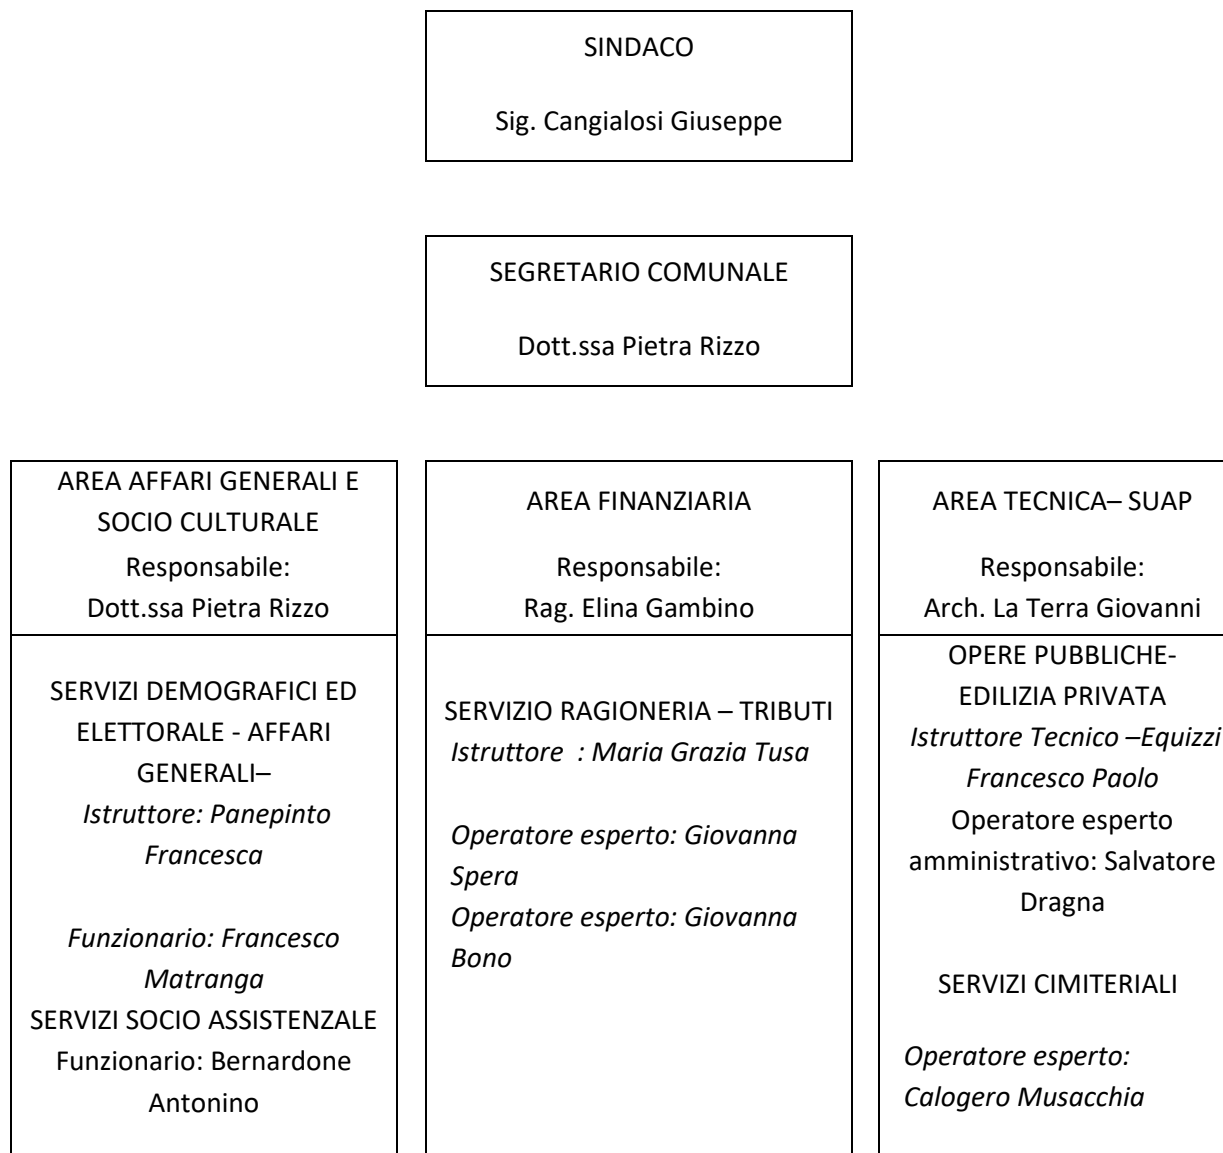 SINDACO
Sig. Cangialosi Giuseppe
SEGRETARIO COMUNALE
Dott.ssa Pietra Rizzo
AREA AFFARI GENERALI E
SOCIO CULTURALE
Responsabile:
Dott.ssa Pietra Rizzo
SERVIZI DEMOGRAFICI ED
ELETTORALE - AFFARI
GENERALI–
Istruttore: Panepinto
Francesca
Funzionario: Francesco
Matranga
SERVIZI SOCIO ASSISTENZALE
Funzionario: Bernardone
Antonino
AREA FINANZIARIA
Responsabile:
Rag. Elina Gambino
SERVIZIO RAGIONERIA – TRIBUTI
Istruttore : Maria Grazia Tusa
Operatore esperto: Giovanna
Spera
Operatore esperto: Giovanna
Bono
AREA TECNICA– SUAP
Responsabile:
Arch. La Terra Giovanni
OPERE PUBBLICHE-
EDILIZIA PRIVATA
Istruttore Tecnico –Equizzi
Francesco Paolo
Operatore esperto
amministrativo: Salvatore
Dragna
SERVIZI CIMITERIALI
Operatore esperto:
Calogero Musacchia